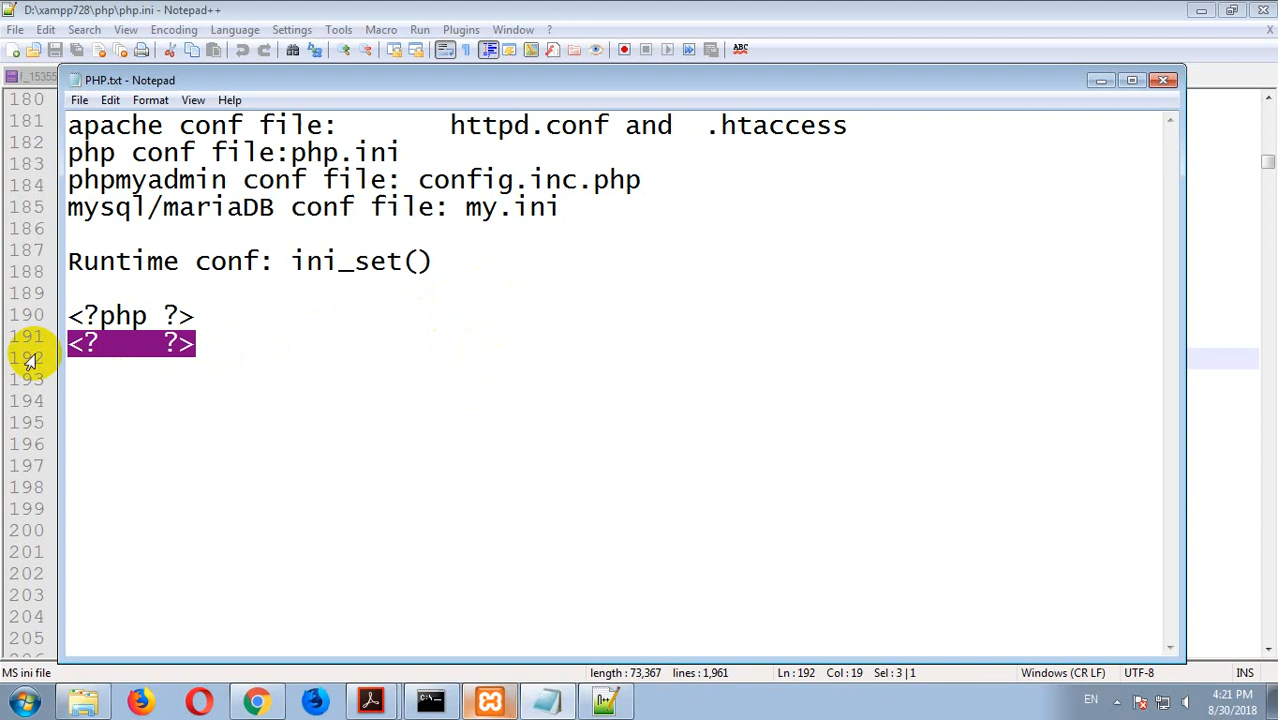 D:\xampp728\php\php.ini - Notepad++
File Edit Search View Encoding Language Settings Tools Macro Run Plugins Window ? X
ABC
!_15355
PHP.txt - Notepad
File Edit Format View Help
180
181
182
183
184
185
186
187
188
189
190
191
192
193
194
195
196
197
198
199
200
201
202
203
204
205
apache conf file: httpd.conf and .htaccess
php conf file:php.ini
phpmyadmin conf file: config.inc.php
mysql/mariaDB conf file: my.ini
Runtime conf: ini_set()
<?php ?>
<? ?>
MS ini file length : 73,367 lines : 1,961 Ln : 192 Col : 19 Sel : 3 | 1 Windows (CR LF) UTF-8 INS
EN 4:21 PM
8/30/2018